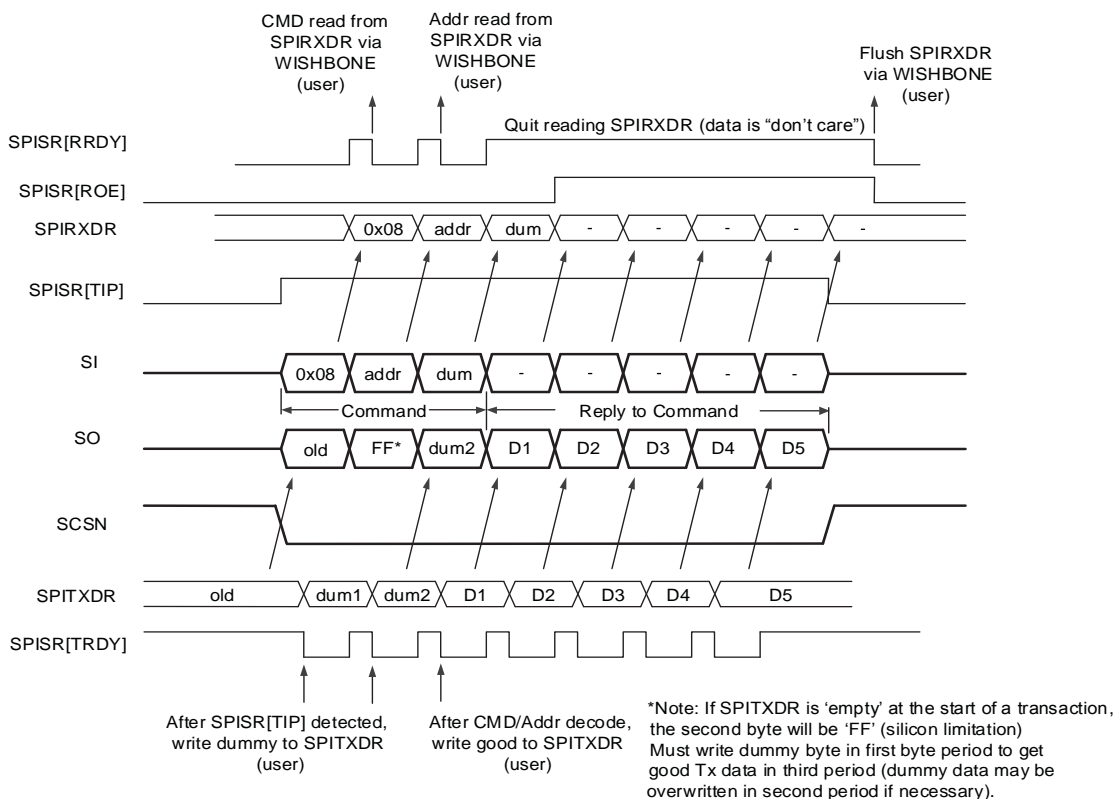 CMD read from
SPIRXDR via
WISHBONE
(user)
Addr read from
SPIRXDR via
WISHBONE
(user)
Flush SPIRXDR
via WISHBONE
(user)
Quit reading SPIRXDR (data is “don’t care”)
SPISR[RRDY]
SPISR[ROE]
SPIRXDR
0x08 addr dum - - - - -
SPISR[TIP]
SI
0x08 addr dum - - - - -
Command
Reply to Command
SO
old FF* dum2 D1 D2 D3 D4 D5
SCSN
SPITXDR
old dum1 dum2 D1 D2 D3 D4 D5
SPISR[TRDY]
After SPISR[TIP] detected,
write dummy to SPITXDR
(user)
After CMD/Addr decode,
write good to SPITXDR
(user)
*Note: If SPITXDR is ‘empty’ at the start of a transaction,
the second byte will be ‘FF’ (silicon limitation)
Must write dummy byte in first byte period to get
good Tx data in third period (dummy data may be
overwritten in second period if necessary).